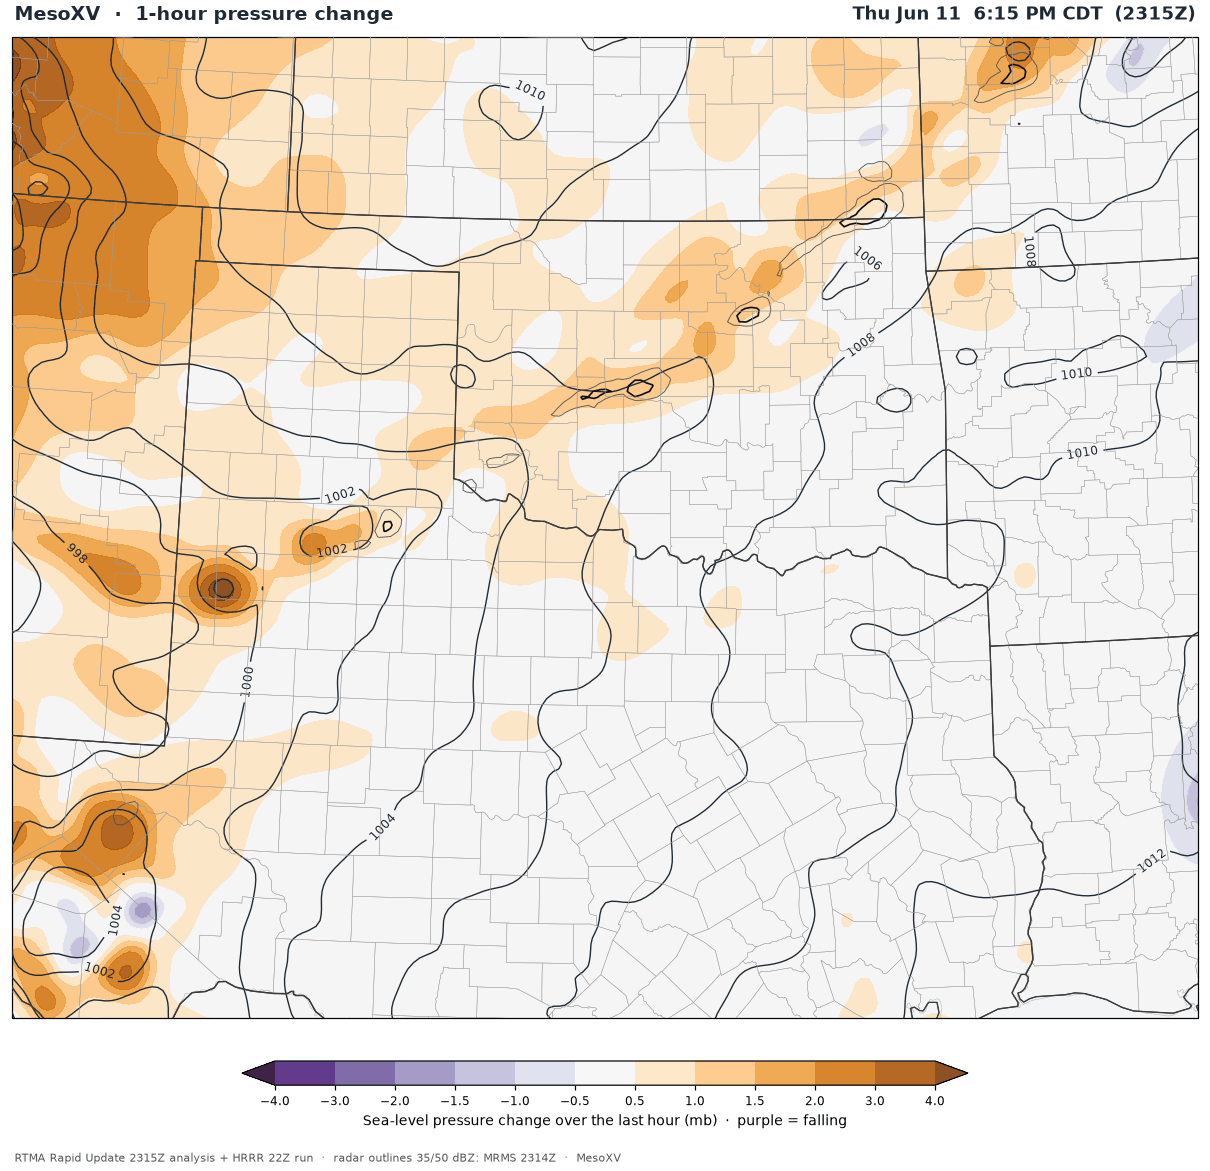 MesoXV · 1-hour pressure change
Thu Jun 11 6:15 PM CDT (2315Z)
1010
1006
1008
1008
1010
1010
1002
1002
998
1000
1004
1004
1002
1012
−4.0 −3.0 −2.0 −1.5 −1.0 −0.5 0.5 1.0 1.5 2.0 3.0 4.0
Sea-level pressure change over the last hour (mb) · purple = falling
RTMA Rapid Update 2315Z analysis + HRRR 22Z run · radar outlines 35/50 dBZ: MRMS 2314Z · MesoXV